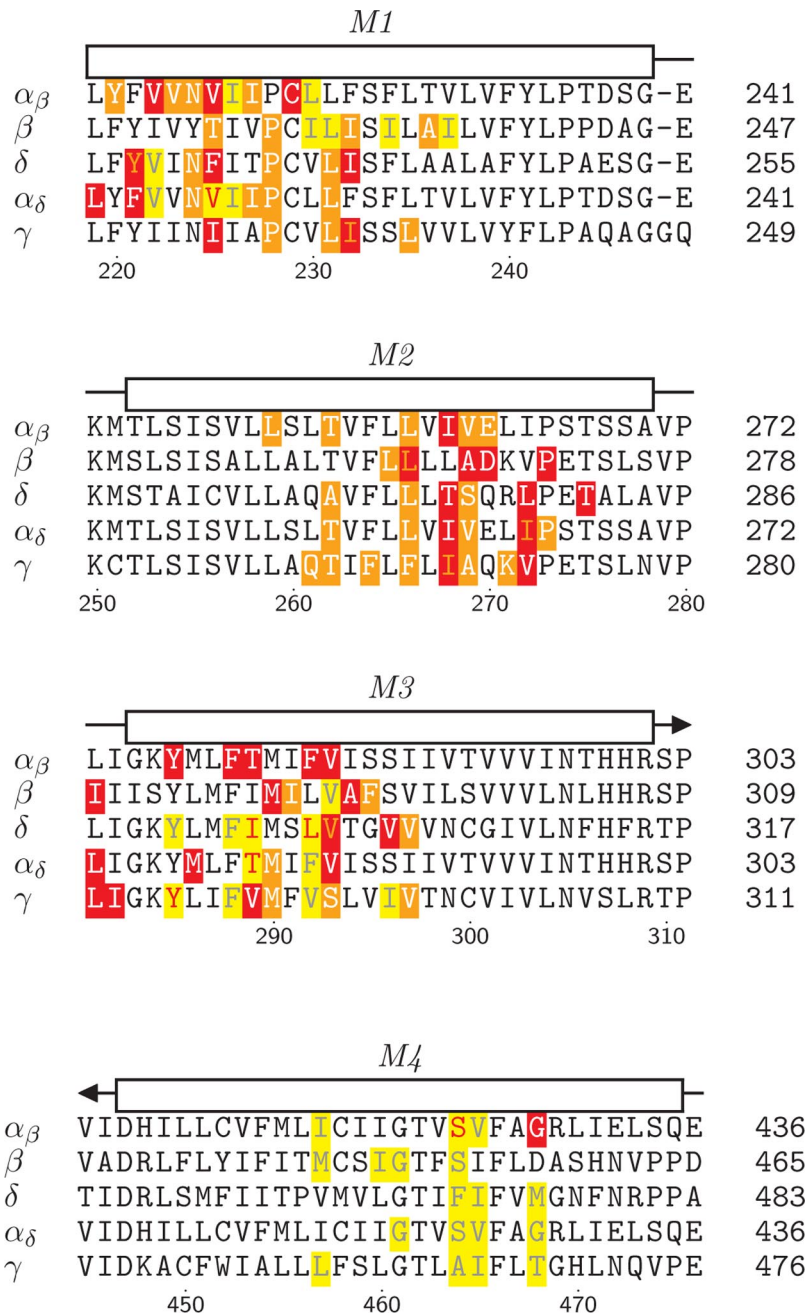 M1
αβ LYFVVNVIIPCLLFSFLTVLVFYLPTDSG-E 241
β LFYIVYTIVPCILISILAILVFYLPPDAG-E 247
δ LFYVINFITPCVLISFLAALAFYLPAESG-E 255
αδ LYFVVNVIIPCLLFSFLTVLVFYLPTDSG-E 241
γ LFYIINIIAPCVLISSLVVLVYFLPAQAGGQ 249
220 230 240
M2
αβ KMTLSISVLLSLTVFLLVIVELIPSTSSAVP 272
β KMSLSISALLALTVFLLLLADKVPETSLSVP 278
δ KMSTAICVLLAQAVFLLLTSQRLPETALAVP 286
αδ KMTLSISVLLSLTVFLLVIVELIPSTSSAVP 272
γ KCTLSISVLLAQTIFLFLIAQKVPETSLNVP 280
250 260 270 280
M3
αβ LIGKYMLFTMIFVISSIIVTVVVINTHHRSP 303
β IIISYLMFIMILVAFSVILSVVVLNLHHRSP 309
δ LIGKYLMFIMSLVTGVVVNCGIVLNFHFRTP 317
αδ LIGKYMLFTMIFVISSIIVTVVVINTHHRSP 303
γ LIGKYLIFVMFVSLVIVTNCVIVLNVSLRTP 311
290 300 310
M4
αβ VIDHILLCVFMLICIIGTVSVFAGRLIELSQE 436
β VADRLFLYIFITMCSIGTFSIFLDASHNVPPD 465
δ TIDRLSMFIITPVMVLGTIFIFVMGNFNRPPA 483
αδ VIDHILLCVFMLICIIGTVSVFAGRLIELSQE 436
γ VIDKACFWIALLLFSLGTLAIFLTGHLNQVPE 476
450 460 470